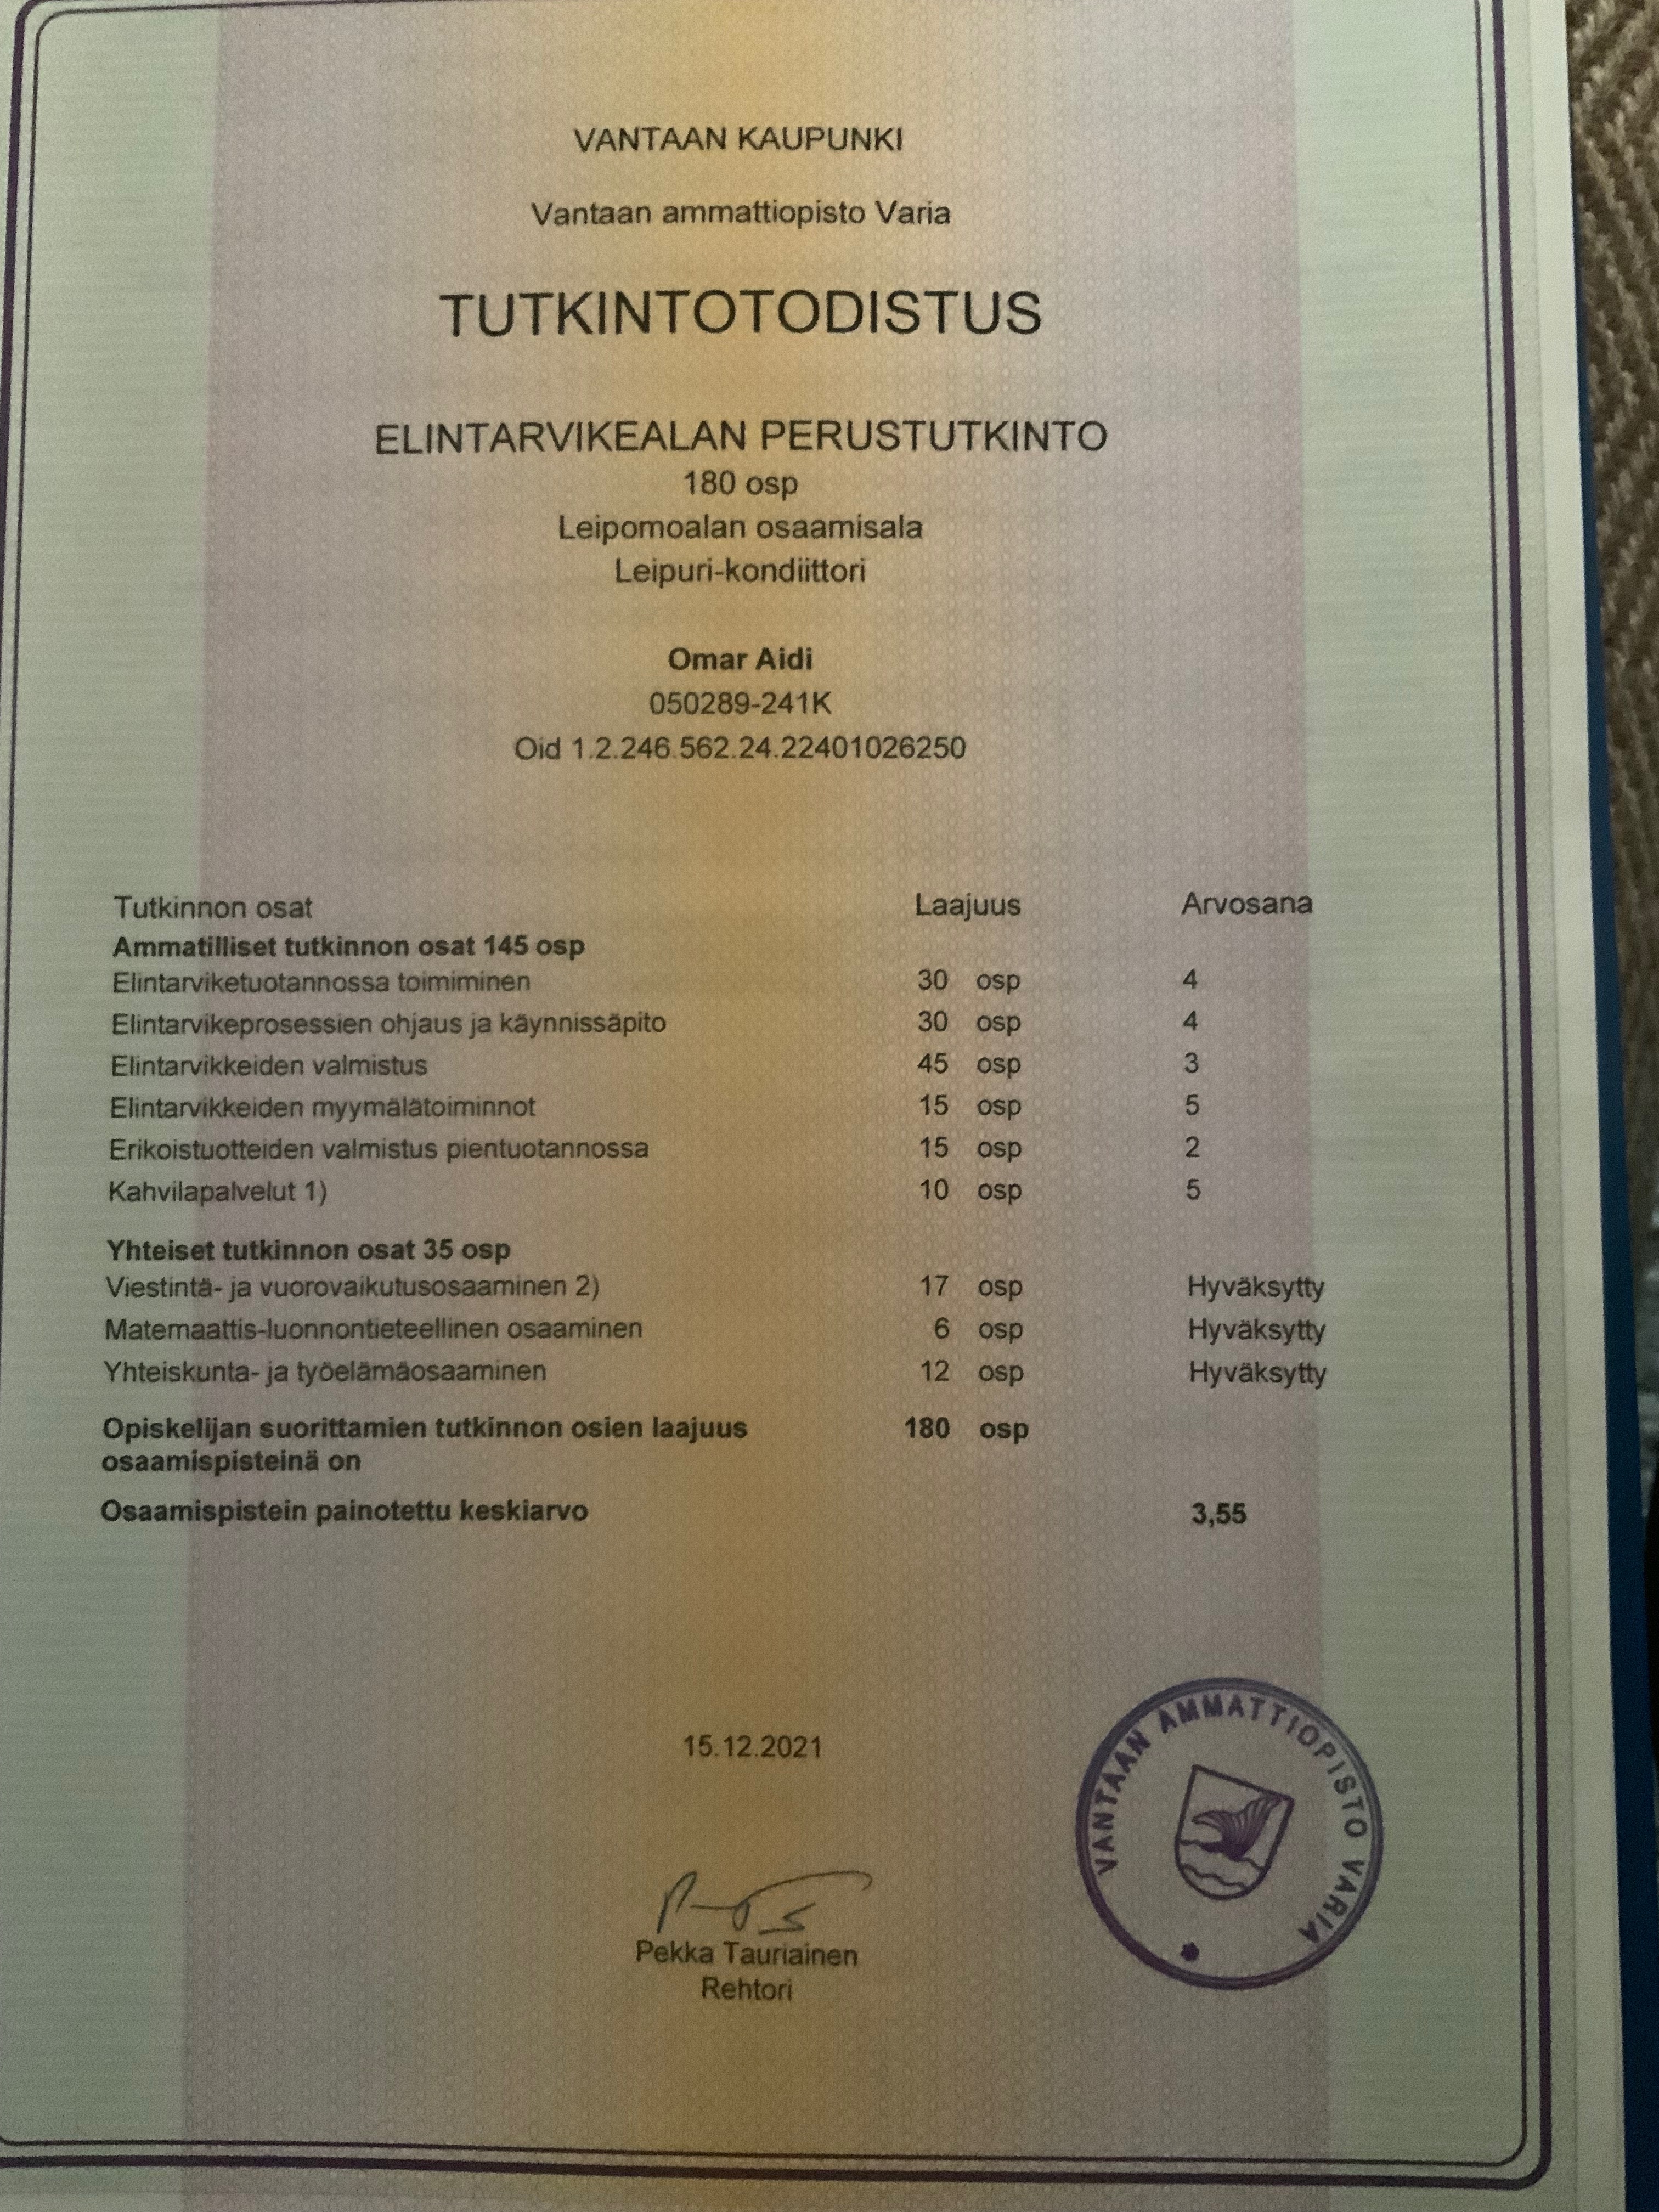 VANTAAN KAUPUNKI
Vantaan ammattiopisto Varia
TUTKINTOTODISTUS
ELINTARVIKEALAN PERUSTUTKINTO
180 osp
Leipomoalan osaamisala
Leipuri-kondiittori
Omar Aidi
050289-241K
Oid 1.2.246.562.24.22401026250
Tutkinnon osat Laajuus Arvosana
Ammatilliset tutkinnon osat 145 osp
Elintarviketuotannossa toimiminen 30 osp 4
Elintarvikeprosessien ohjaus ja käynnissäpito 30 osp 4
Elintarvikkeiden valmistus 45 osp 3
Elintarvikkeiden myymälätoiminnot 15 osp 5
Erikoistuotteiden valmistus pientuotannossa 15 osp 2
Kahvilapalvelut 1) 10 osp 5
Yhteiset tutkinnon osat 35 osp
Viestintä- ja vuorovaikutusosaaminen 2) 17 osp Hyväksytty
Matemaattis-luonnontieteellinen osaaminen 6 osp Hyväksytty
Yhteiskunta- ja työelämäosaaminen 12 osp Hyväksytty
Opiskelijan suorittamien tutkinnon osien laajuus 180 osp
osaamispisteinä on
Osaamispistein painotettu keskiarvo 3,55
15.12.2021
VANTAAN AMMATTIOPISTO VARIA
Pekka Tauriainen
Rehtori